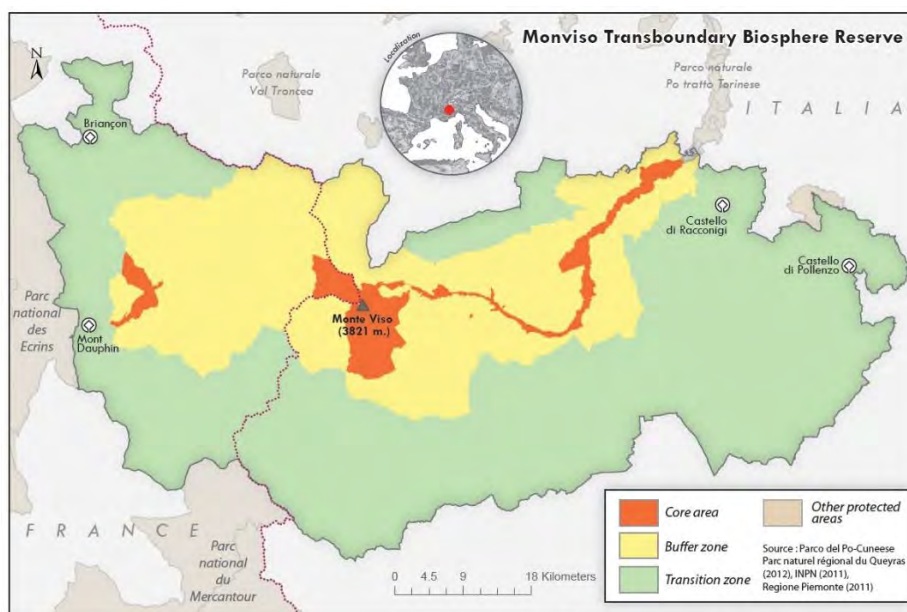 Monviso Transboundary Biosphere Reserve
N
Localization
Parco naturale
Val Troncea
Parco naturale
Po tratto Torinese
I T A L I A
Briançon
Castello
di Racconigi
Castello
di Pollenzo
Parc
national
des
Ecrins
Mont
Dauphin
Monte Viso
(3821 m.)
F R A N C E
Parc
national
du
Mercantour
0 4.5 9 18 Kilometers
Core area
Buffer zone
Transition zone
Other protected
areas
Source : Parco del Po-Cuneese
Parc naturel régional du Queyras
(2012), INPN (2011),
Regione Piemonte (2011)